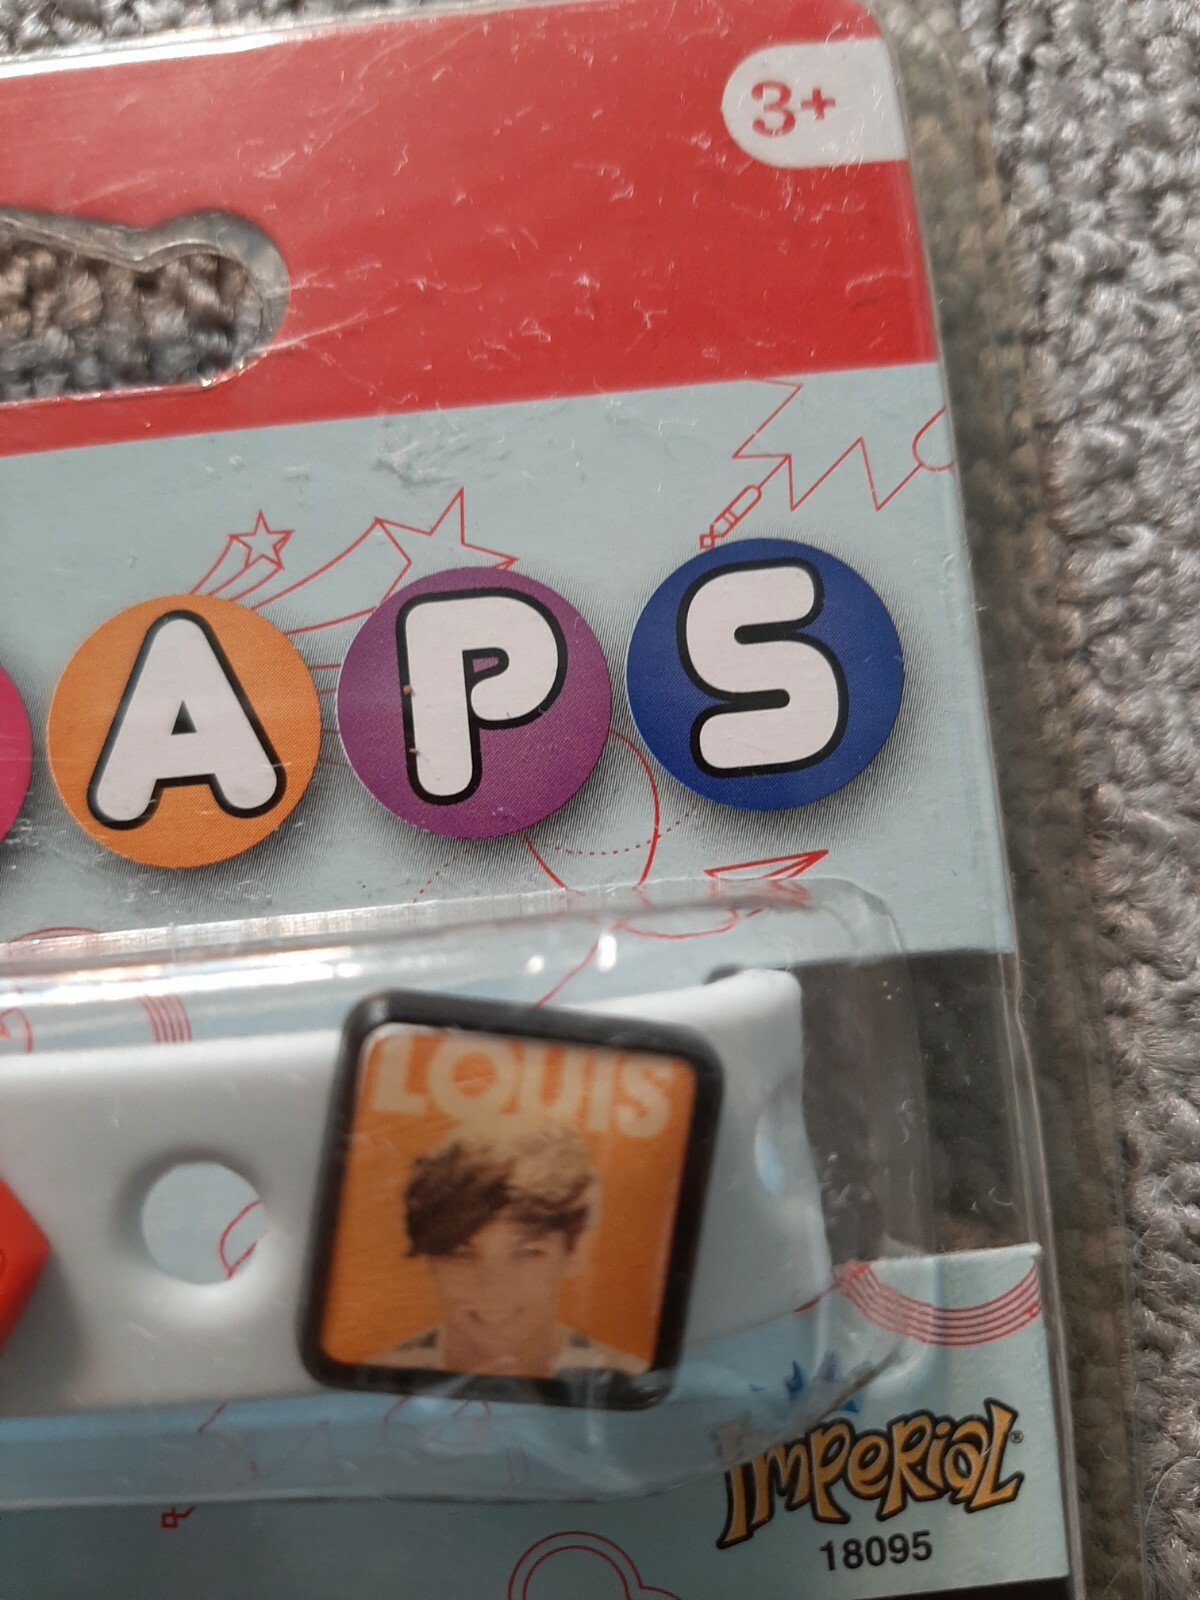 3+
APS
LOUIS
IMPERIAL®
18095